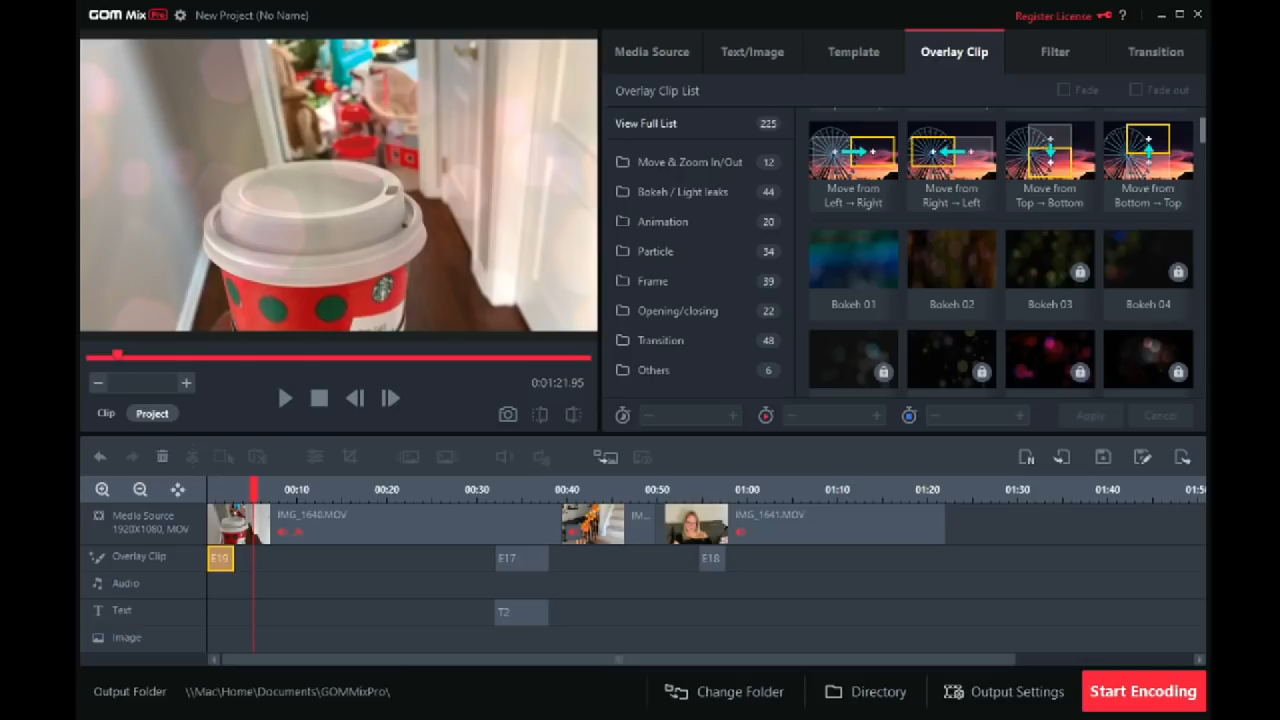 GOM Mix Pro
New Project (No Name)
Register License
?
Media Source
Text/Image
Template
Overlay Clip
Filter
Transition
Overlay Clip List
Fade
Fade out
View Full List 225
Move & Zoom In/Out 12
Bokeh / Light leaks 44
Animation 20
Particle 34
Frame 39
Opening/closing 22
Transition 48
Others 6
Move from
Left → Right
Move from
Right → Left
Move from
Top → Bottom
Move from
Bottom → Top
Bokeh 01
Bokeh 02
Bokeh 03
Bokeh 04
Apply
Cancel
0:01:21.95
Clip
Project
00:10
00:20
00:30
00:40
00:50
01:00
01:10
01:20
01:30
01:40
01:50
Media Source
1920X1080, MOV
IMG_1640.MOV
IM...
IMG_1641.MOV
Overlay Clip
E19
E17
E18
Audio
Text
T2
Image
Output Folder
\\Mac\Home\Documents\GOMMixPro\
Change Folder
Directory
Output Settings
Start Encoding